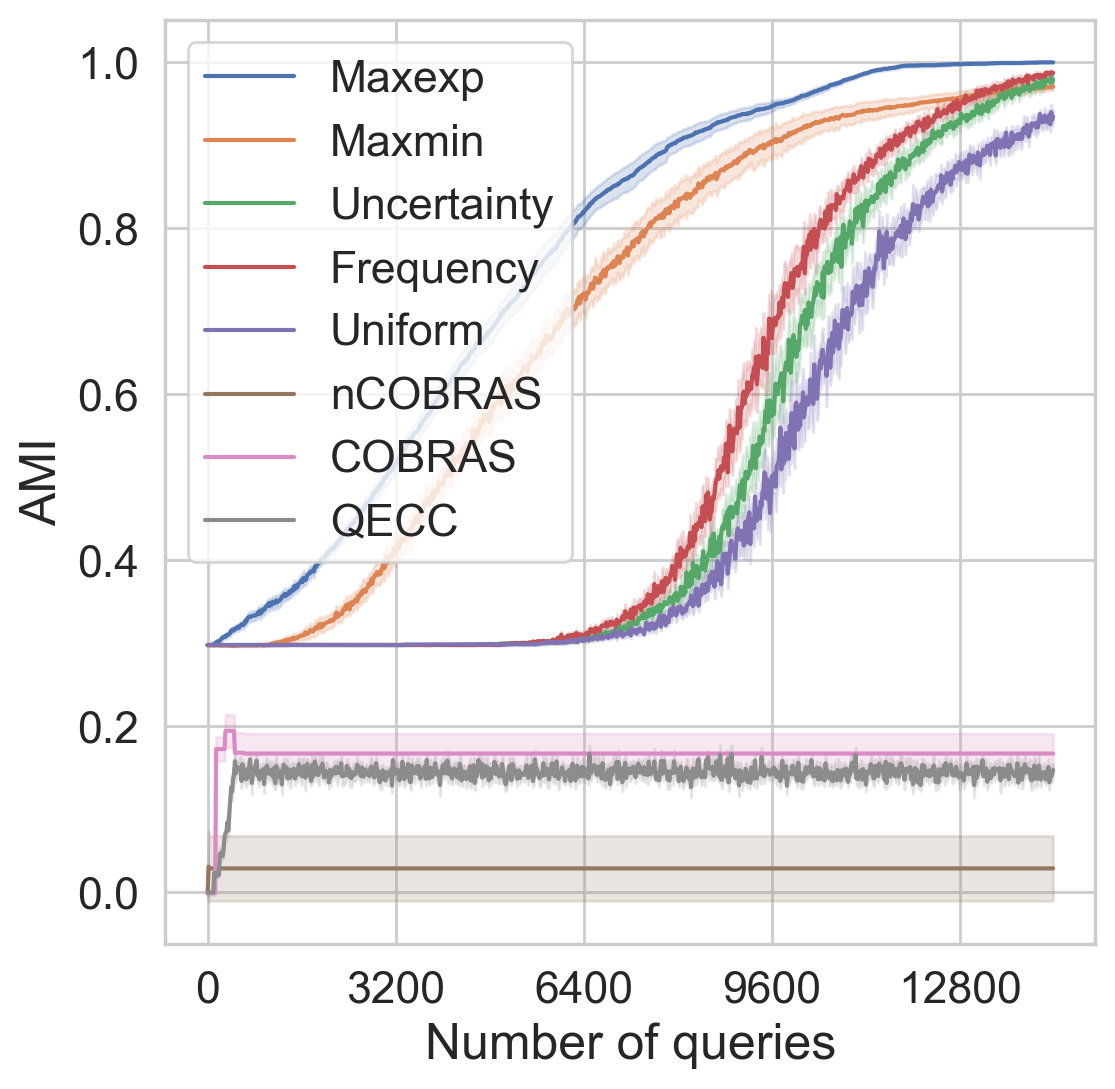 1.0
0.8
0.6
0.4
0.2
0.0
AMI
Maxexp
Maxmin
Uncertainty
Frequency
Uniform
nCOBRAS
COBRAS
QECC
0 3200 6400 9600 12800
Number of queries